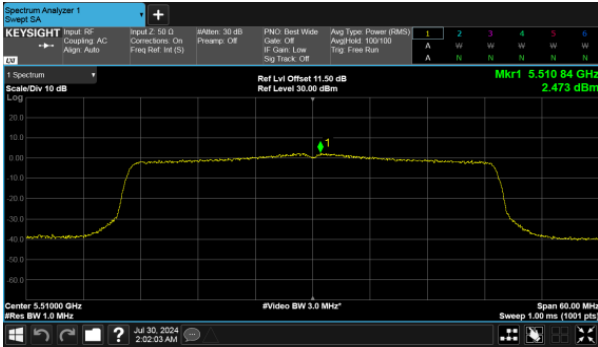 Spectrum Analyzer 1
Swept SA
+
KEYSIGHT Input: RF Input Z: 50 Ω #Atten: 30 dB PNO: Best Wide Avg Type: Power (RMS) 1 2 3 4 5 6
Coupling: AC Corrections: On Preamp: Off Gate: Off Avg|Hold: 100/100 A W W W W W
Align: Auto Freq Ref: Int (S) IF Gain: Low Trig: Free Run A N N N N N
Sig Track: Off
LXI
1 Spectrum Ref Lvl Offset 11.50 dB Mkr1 5.510 84 GHz
Scale/Div 10 dB Ref Level 30.00 dBm 2.473 dBm
Log
20.0
10.0
1
0.00
-10.0
-20.0
-30.0
-40.0
-50.0
-60.0
Center 5.51000 GHz #Video BW 3.0 MHz* Span 60.00 MHz
#Res BW 1.0 MHz Sweep 1.00 ms (1001 pts)
? Jul 30, 2024
2:02:03 AM